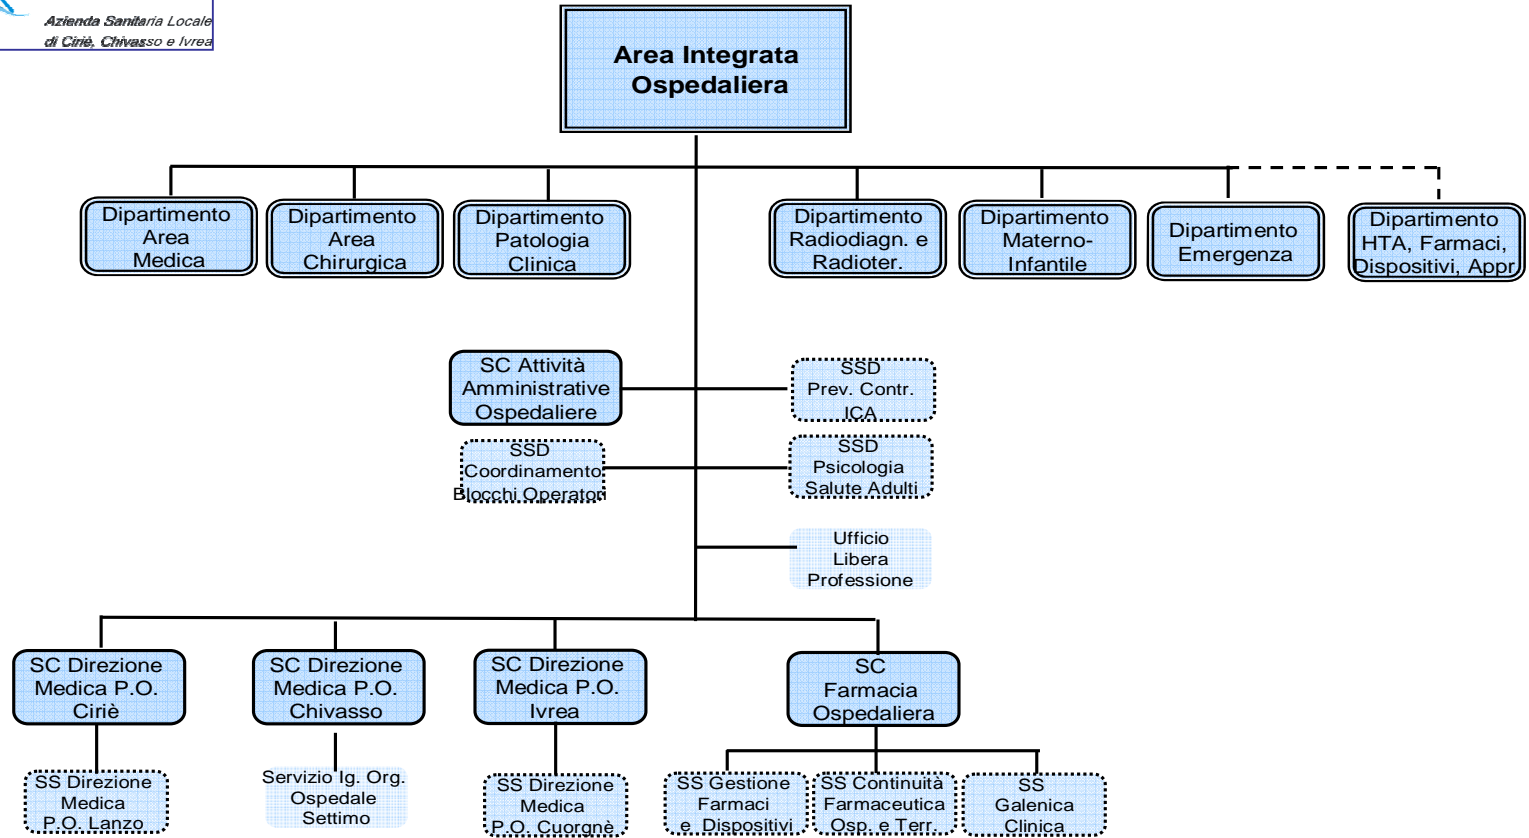 Azienda Sanitaria Locale
di Ciriè, Chivasso e Ivrea
Area Integrata
Ospedaliera
Dipartimento
Area
Medica
Dipartimento
Area
Chirurgica
Dipartimento
Patologia
Clinica
Dipartimento
Radiodiagn. e
Radioter.
Dipartimento
Materno-
Infantile
Dipartimento
Emergenza
Dipartimento
HTA, Farmaci,
Dispositivi, Appr.
SC Attività
Amministrative
Ospedaliere
SSD
Prev. Contr.
ICA
SSD
Coordinamento
Blocchi Operatori
SSD
Psicologia
Salute Adulti
Ufficio
Libera
Professione
SC Direzione
Medica P.O.
Ciriè
SC Direzione
Medica P.O.
Chivasso
SC Direzione
Medica P.O.
Ivrea
SC
Farmacia
Ospedaliera
SS Direzione
Medica
P.O. Lanzo
Servizio Ig. Org.
Ospedale
Settimo
SS Direzione
Medica
P.O. Cuorgnè
SS Gestione
Farmaci
e Dispositivi
SS Continuità
Farmaceutica
Osp. e Terr.
SS
Galenica
Clinica